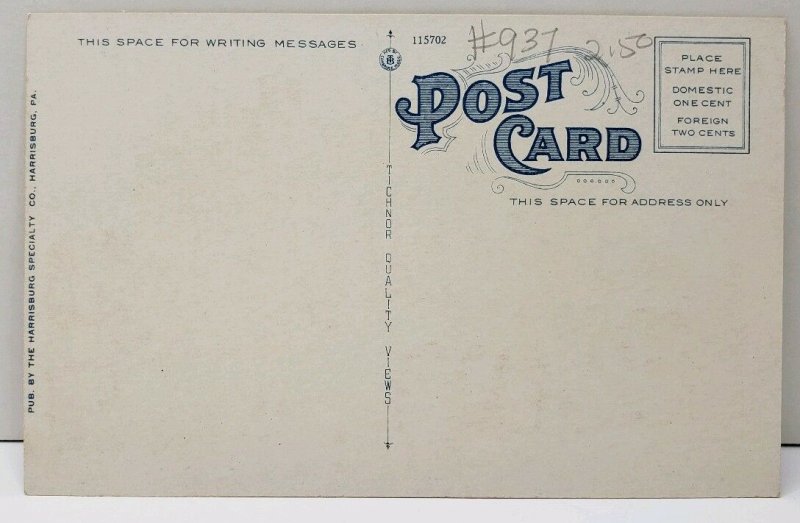 THIS SPACE FOR WRITING MESSAGES
115702
#937 2.50
POST
CARD
PLACE
STAMP HERE
DOMESTIC
ONE CENT
FOREIGN
TWO CENTS
THIS SPACE FOR ADDRESS ONLY
TICHNOR QUALITY VIEWS
PUB. BY THE HARRISBURG SPECIALTY CO., HARRISBURG, PA.